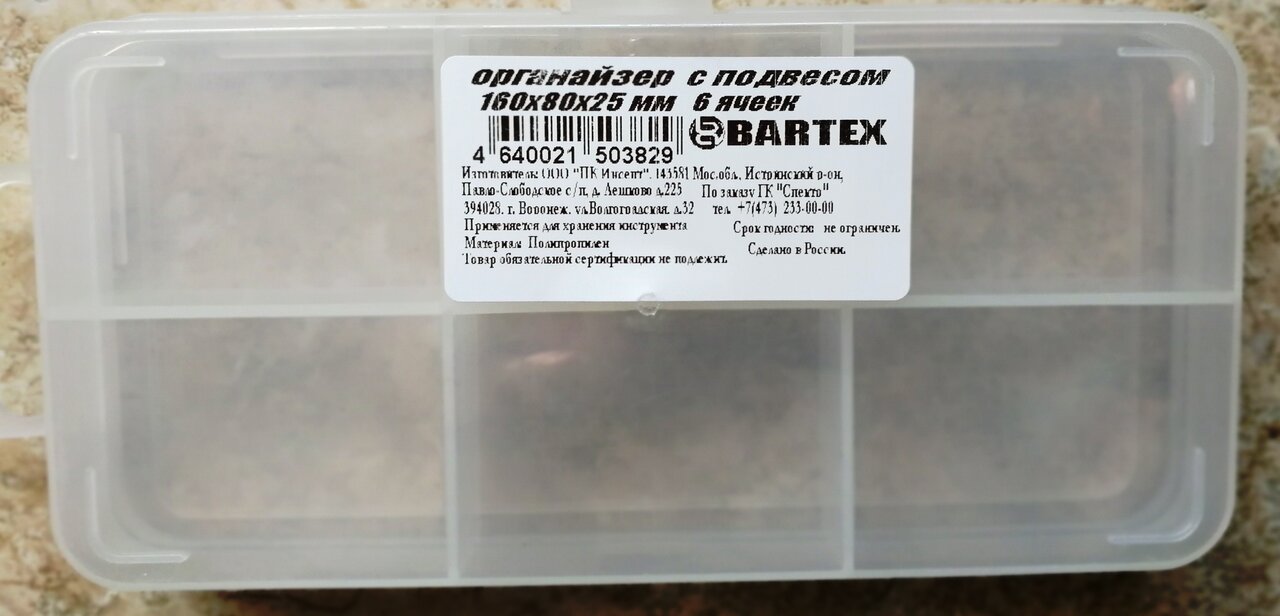 органайзер с подвесом
160x80x25 мм 6 ячеек
BARTEX
4 640021 503829
Изготовитель: ООО "ПК Инсепт". 143581 Мос.обл., Истринский р-он,
Павло-Слободское с/п, д. Лешково д.225 По заказу ГК "Спекто"
394028. г. Воронеж. ул.Волгоградская. д.32 тел. +7(473) 233-00-00
Применяется для хранения инструмента Срок годности: не ограничен.
Материал: Полипропилен Сделано в России.
Товар обязательной сертификации не подлежит.